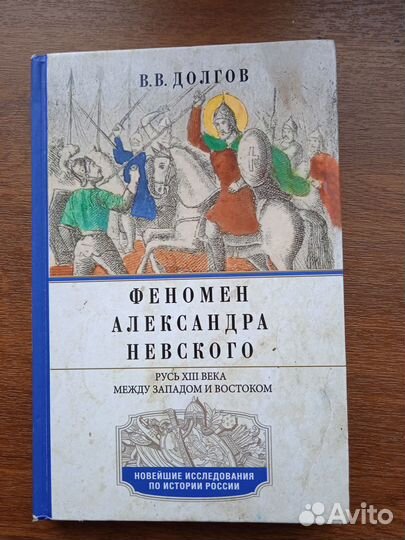 В.В. ДОЛГОВ
ФЕНОМЕН
АЛЕКСАНДРА
НЕВСКОГО
РУСЬ XIII ВЕКА
МЕЖДУ ЗАПАДОМ И ВОСТОКОМ
НОВЕЙШИЕ ИССЛЕДОВАНИЯ
ПО ИСТОРИИ РОССИИ
Avito